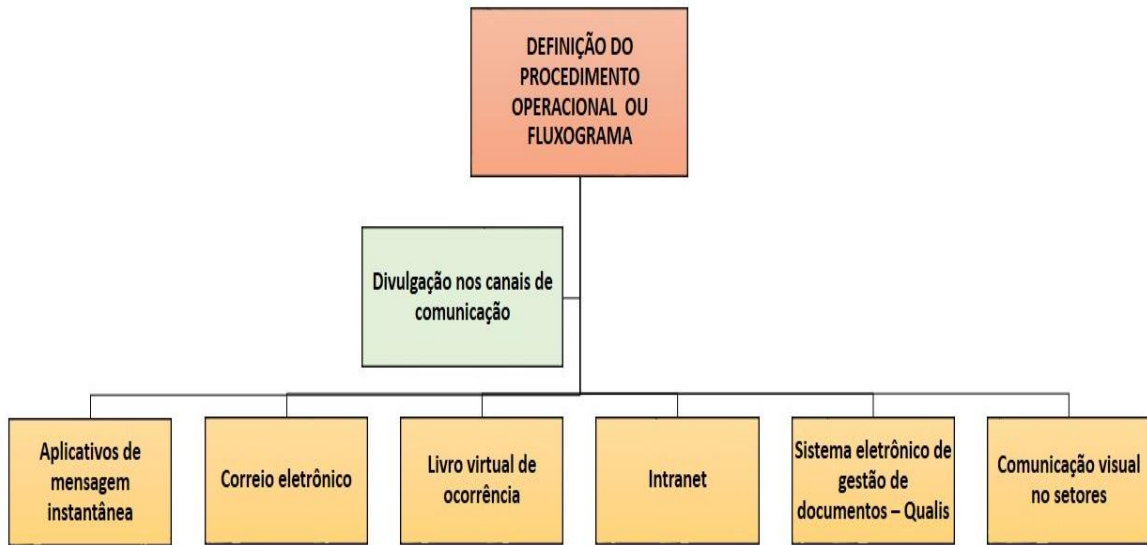 DEFINIÇÃO DO
PROCEDIMENTO
OPERACIONAL OU
FLUXOGRAMA
Divulgação nos canais de
comunicação
Aplicativos de
mensagem
instantânea
Correio eletrônico
Livro virtual de
ocorrência
Intranet
Sistema eletrônico de
gestão de
documentos – Qualis
Comunicação visual
no setores